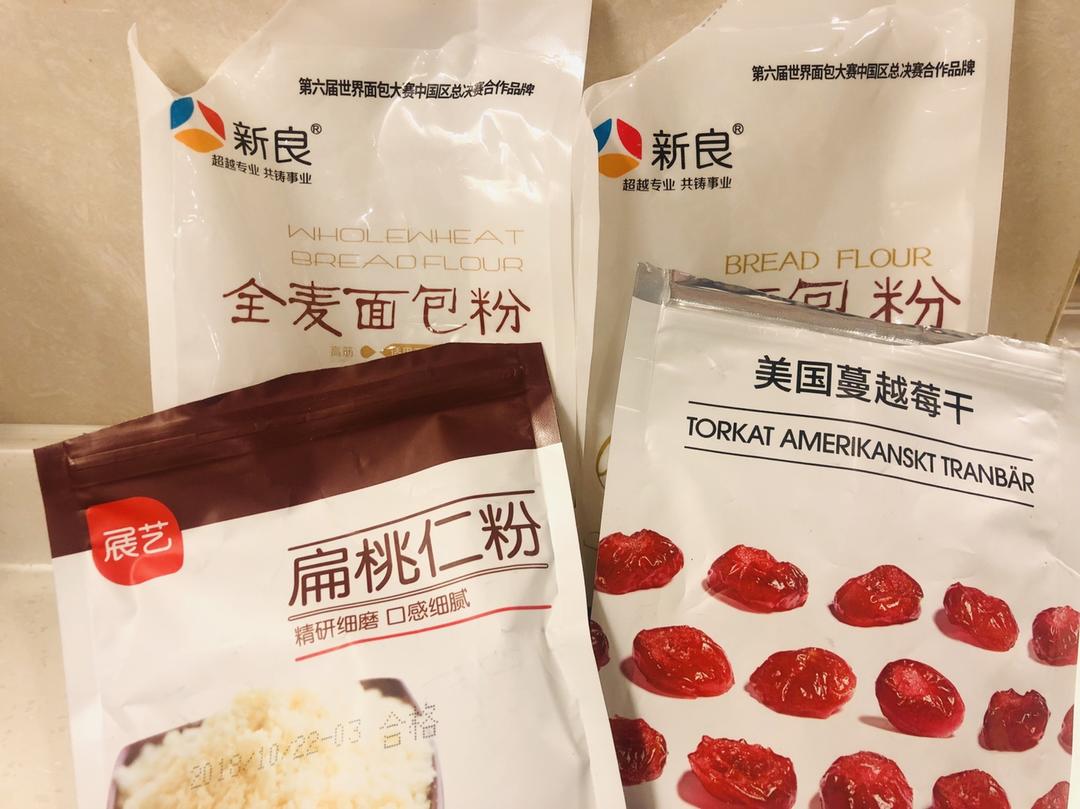 第六届世界面包大赛中国区总决赛合作品牌
新良®
超越专业 共铸事业
WHOLEWHEAT
BREAD FLOUR
全麦面包粉
高筋
第六届世界面包大赛中国区总决赛合作品牌
新良®
超越专业 共铸事业
BREAD FLOUR
包粉
展艺
扁桃仁粉
精研细磨 口感细腻
2018/10/22-03 合格
美国蔓越莓干
TORKAT AMERIKANSKT TRANBÄR